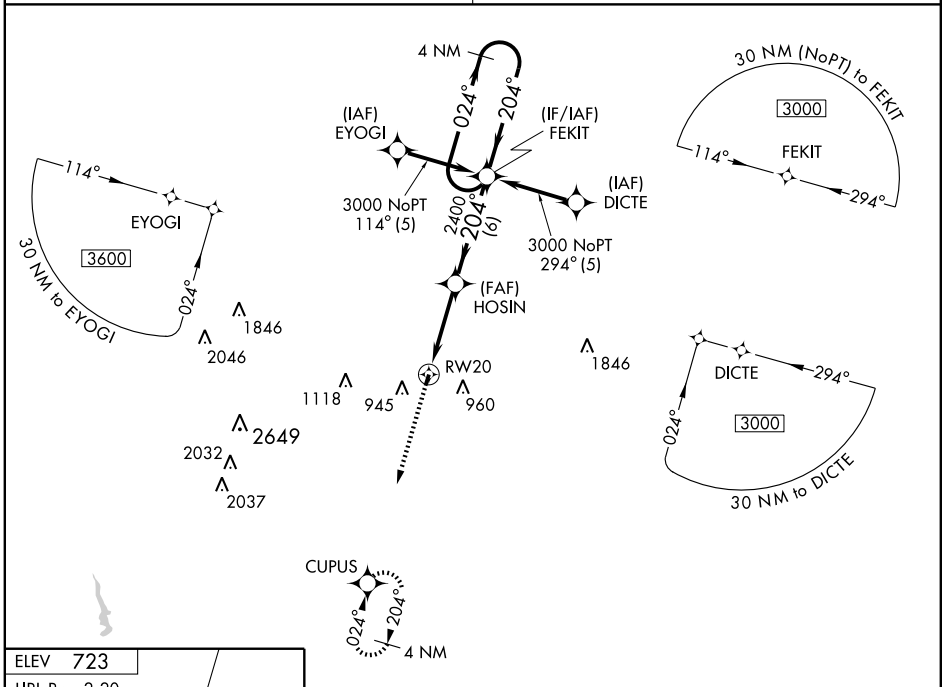 4 NM
024°
204°
(IAF)
EYOGI
(IF/IAF)
FEKIT
(IAF)
DICTE
3000 NoPT
114° (5)
2400
204°
(6)
3000 NoPT
294° (5)
(FAF)
HOSIN
RW20
30 NM (NoPT) to FEKIT
3000
114°
FEKIT
294°
114°
EYOGI
3600
024°
30 NM to EYOGI
1846
2046
1118
945
960
1846
2649
2032
2037
DICTE
294°
024°
3000
30 NM to DICTE
CUPUS
024°
204°
4 NM
ELEV 723